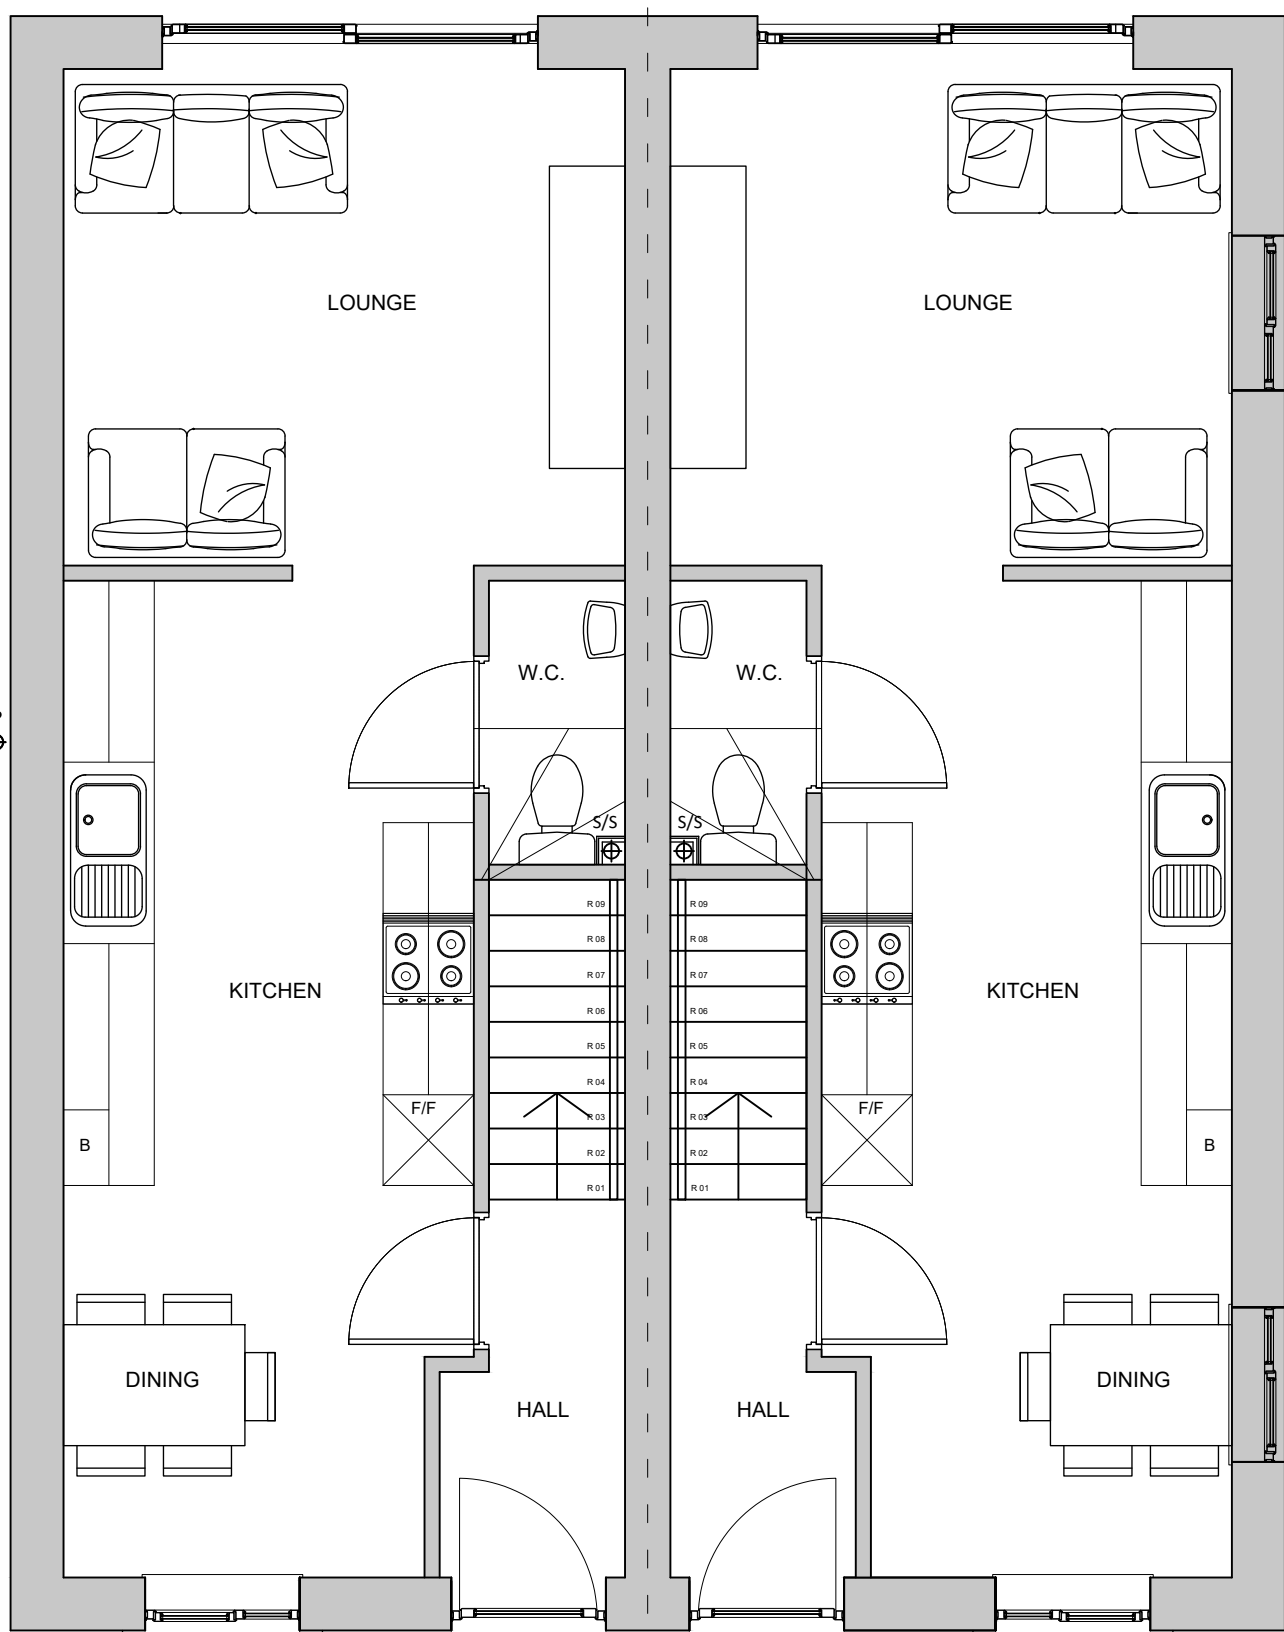 LOUNGE LOUNGE
W.C. W.C.
S/S S/S
R 09 R 09
R 08 R 08
R 07 R 07
KITCHEN KITCHEN
R 06 R 06
R 05 R 05
R 04 R 04
F/F F/F
R 03 R 03
B R 02 R 02 B
R 01 R 01
DINING DINING
HALL HALL